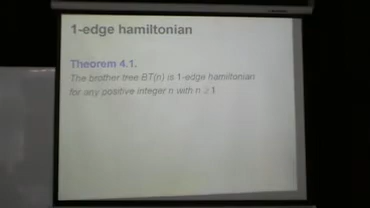 1-edge hamiltonian
Theorem 4.1.
The brother tree BT(n) is 1-edge hamiltonian
for any positive integer n with n ≥ 1